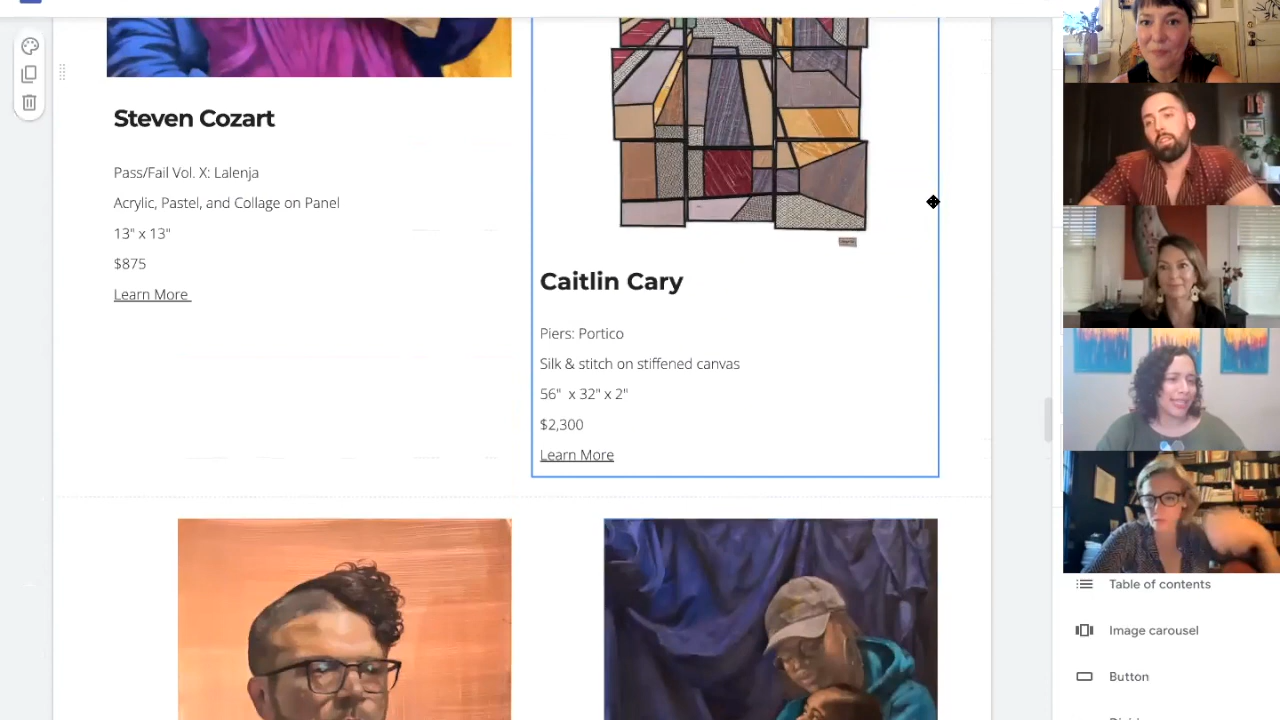 Steven Cozart
Pass/Fail Vol. X: Lalenja
Acrylic, Pastel, and Collage on Panel
13" x 13"
$875
Learn More
Caitlin Cary
Piers: Portico
Silk & stitch on stiffened canvas
56"  x 32" x 2"
$2,300
Learn More
Table of contents
Image carousel
Button